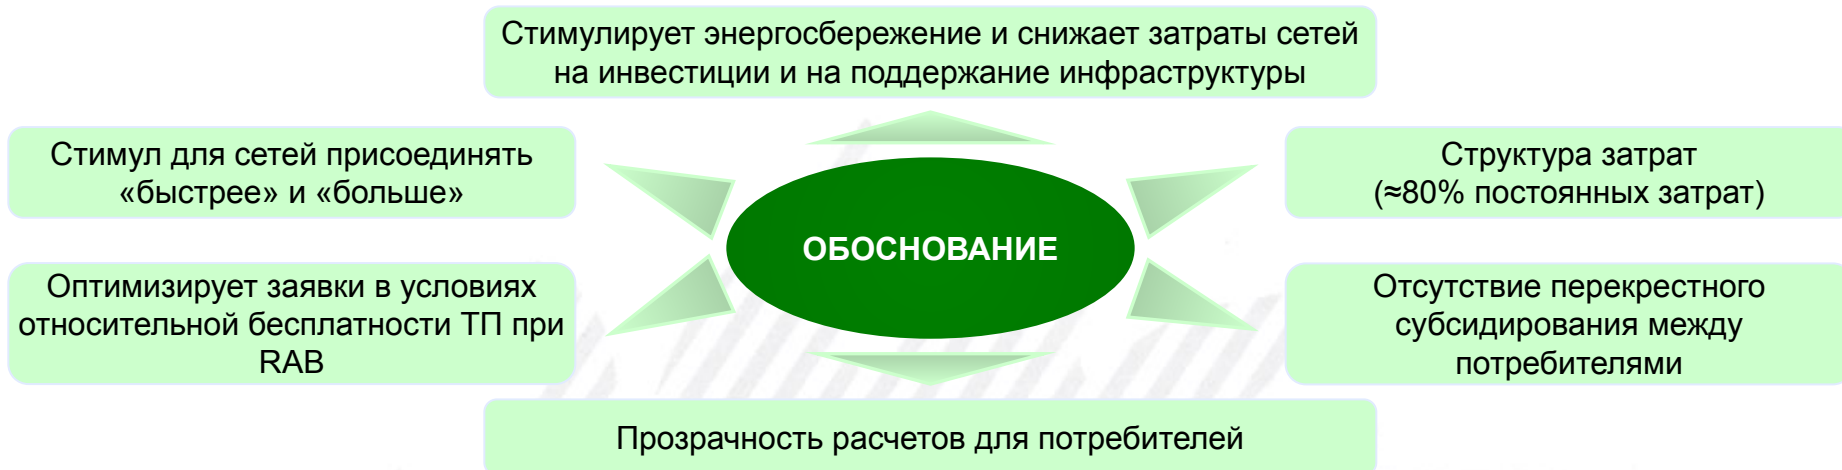 Стимулирует энергосбережение и снижает затраты сетей
на инвестиции и на поддержание инфраструктуры
Стимул для сетей присоединять
«быстрее» и «больше»
Структура затрат
(≈80% постоянных затрат)
ОБОСНОВАНИЕ
Оптимизирует заявки в условиях
относительной бесплатности ТП при
RAB
Отсутствие перекрестного
субсидирования между
потребителями
Прозрачность расчетов для потребителей